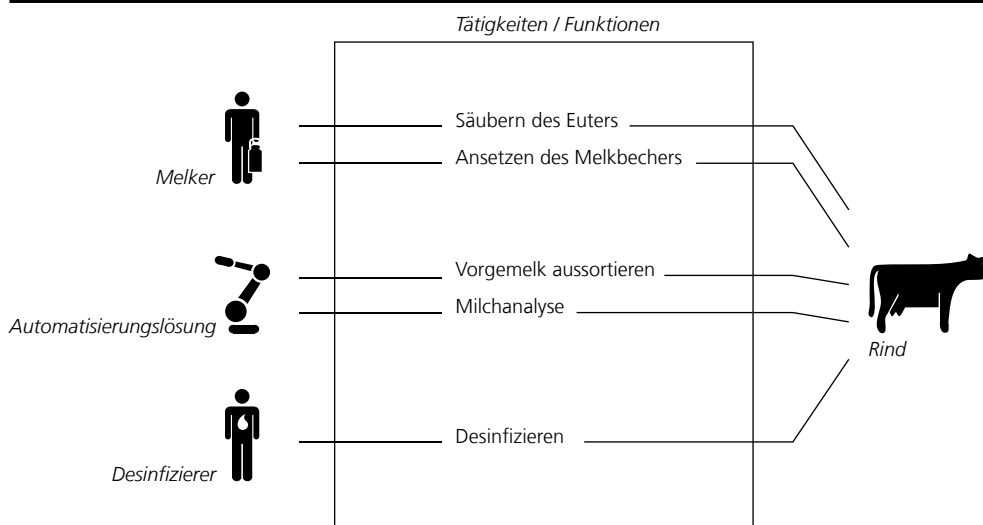 Tätigkeiten / Funktionen
Säubern des Euters
Ansetzen des Melkbechers
Melker
Vorgemelk aussortieren
Milchanalyse
Automatisierungslösung
Rind
Desinfizieren
Desinfizierer